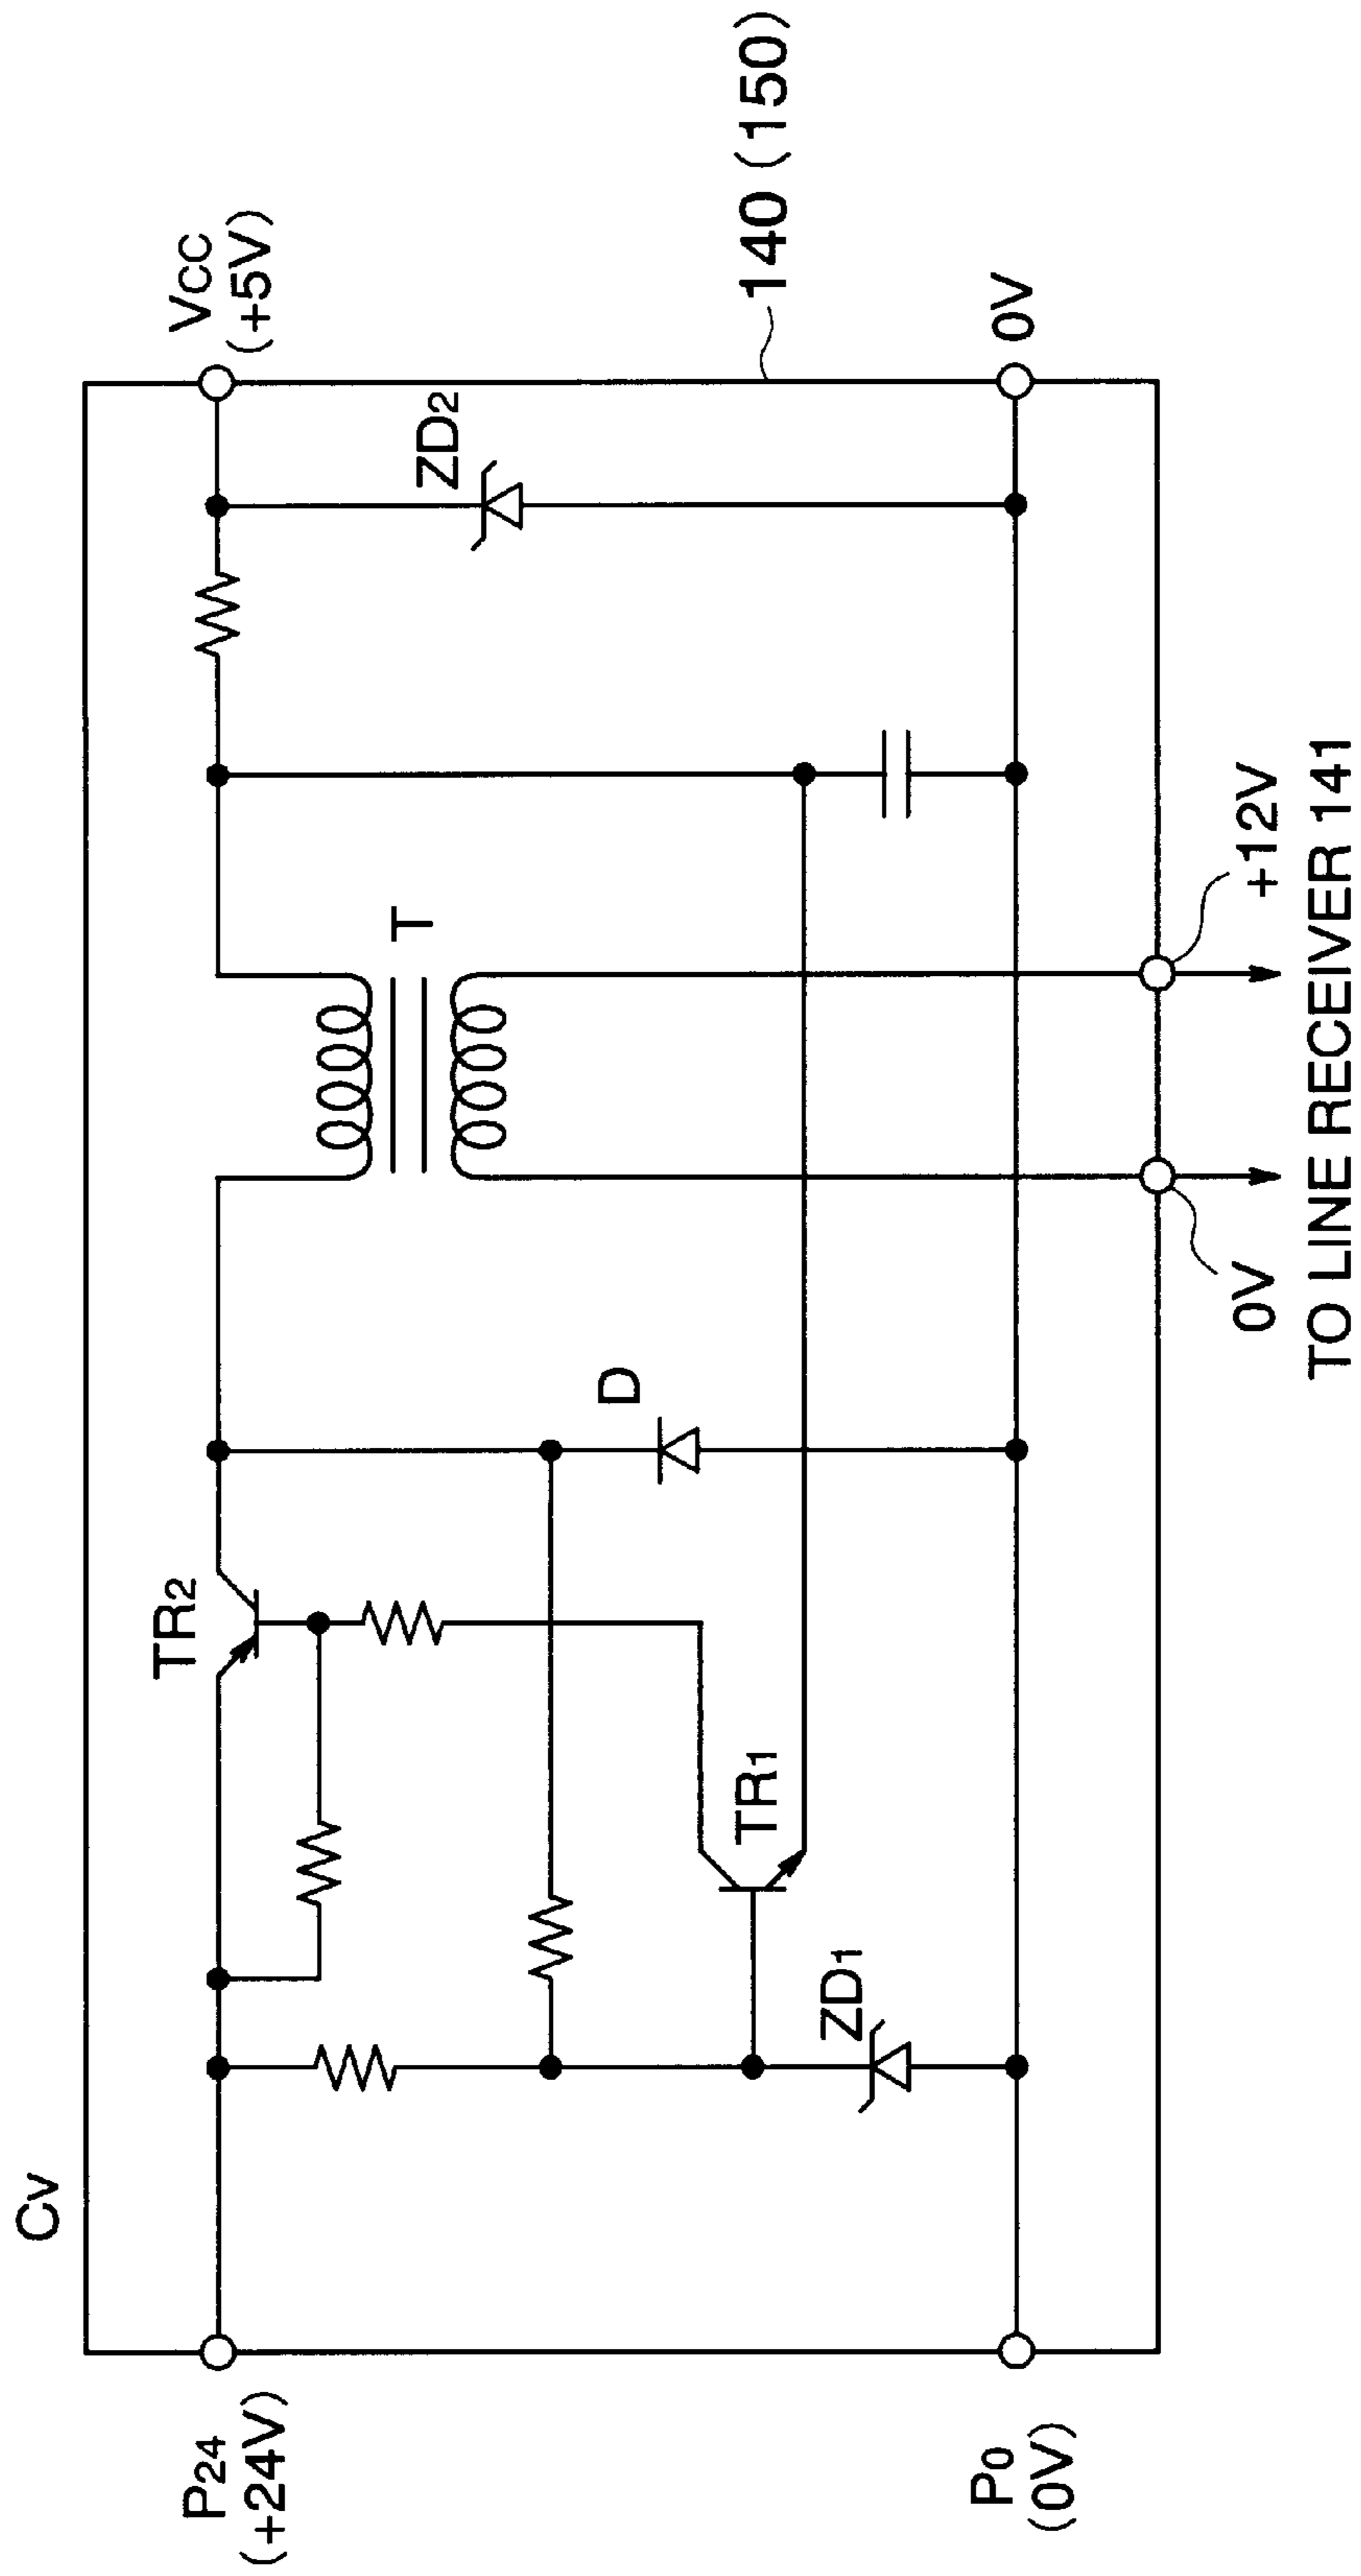 Cv
P24
(+24V)
TR2
VCC
(+5V)
ZD2
T
D
TR1
ZD1
140 (150)
P0
(0V)
0V
0V
+12V
TO LINE RECEIVER 141